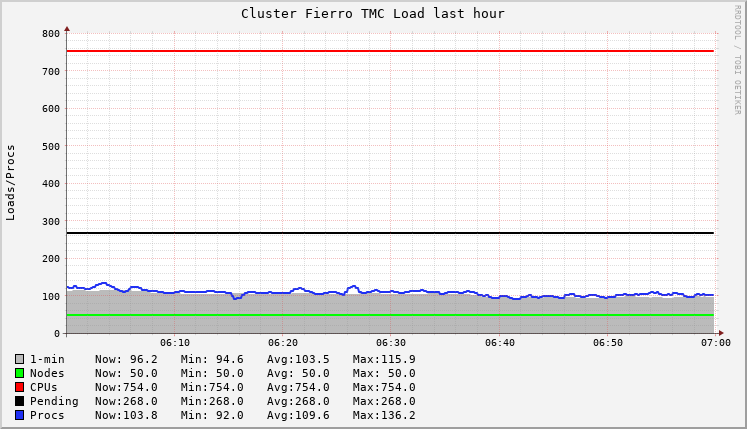 Cluster Fierro TMC Load last hour
RRDTOOL / TOBI OETIKER
Loads/Procs
800
700
600
500
400
300
200
100
0
06:10 06:20 06:30 06:40 06:50 07:00
1-min Now: 96.2 Min: 94.6 Avg:103.5 Max:115.9
Nodes Now: 50.0 Min: 50.0 Avg: 50.0 Max: 50.0
CPUs Now:754.0 Min:754.0 Avg:754.0 Max:754.0
Pending Now:268.0 Min:268.0 Avg:268.0 Max:268.0
Procs Now:103.8 Min: 92.0 Avg:109.6 Max:136.2